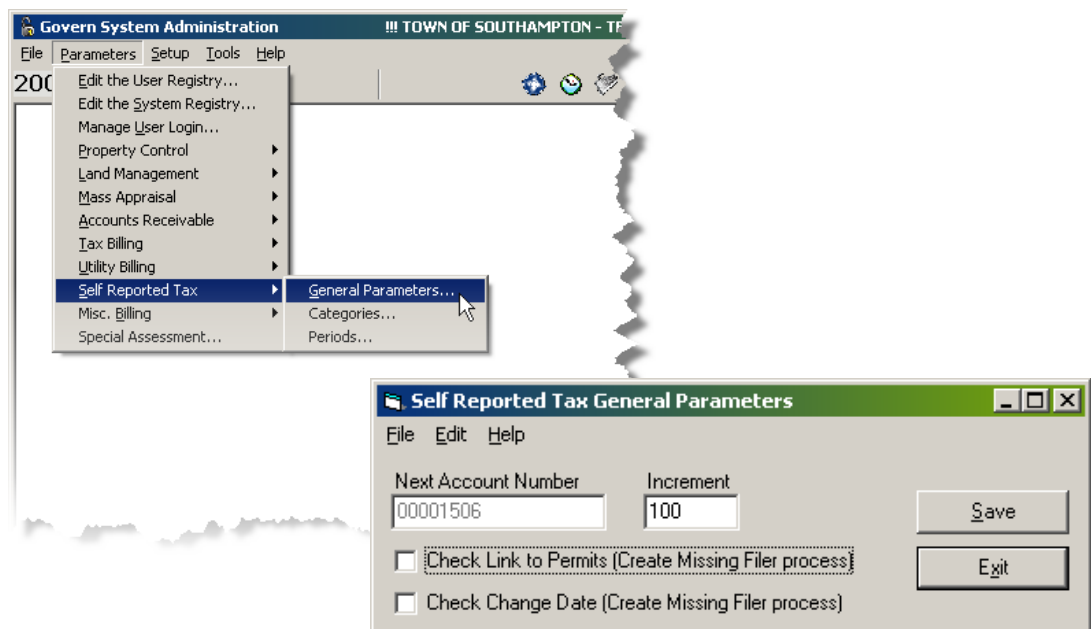 Govern System Administration !!! TOWN OF SOUTHAMPTON -
File Parameters Setup Tools Help
200
Edit the User Registry...
Edit the System Registry...
Manage User Login...
Property Control
Land Management
Mass Appraisal
Accounts Receivable
Tax Billing
Utility Billing
Self Reported Tax
Misc. Billing
Special Assessment...
General Parameters...
Categories...
Periods...
Self Reported Tax General Parameters
File Edit Help
Next Account Number Increment
00001506 100
Save
Check Link to Permits (Create Missing Filer process)
Exit
Check Change Date (Create Missing Filer process)